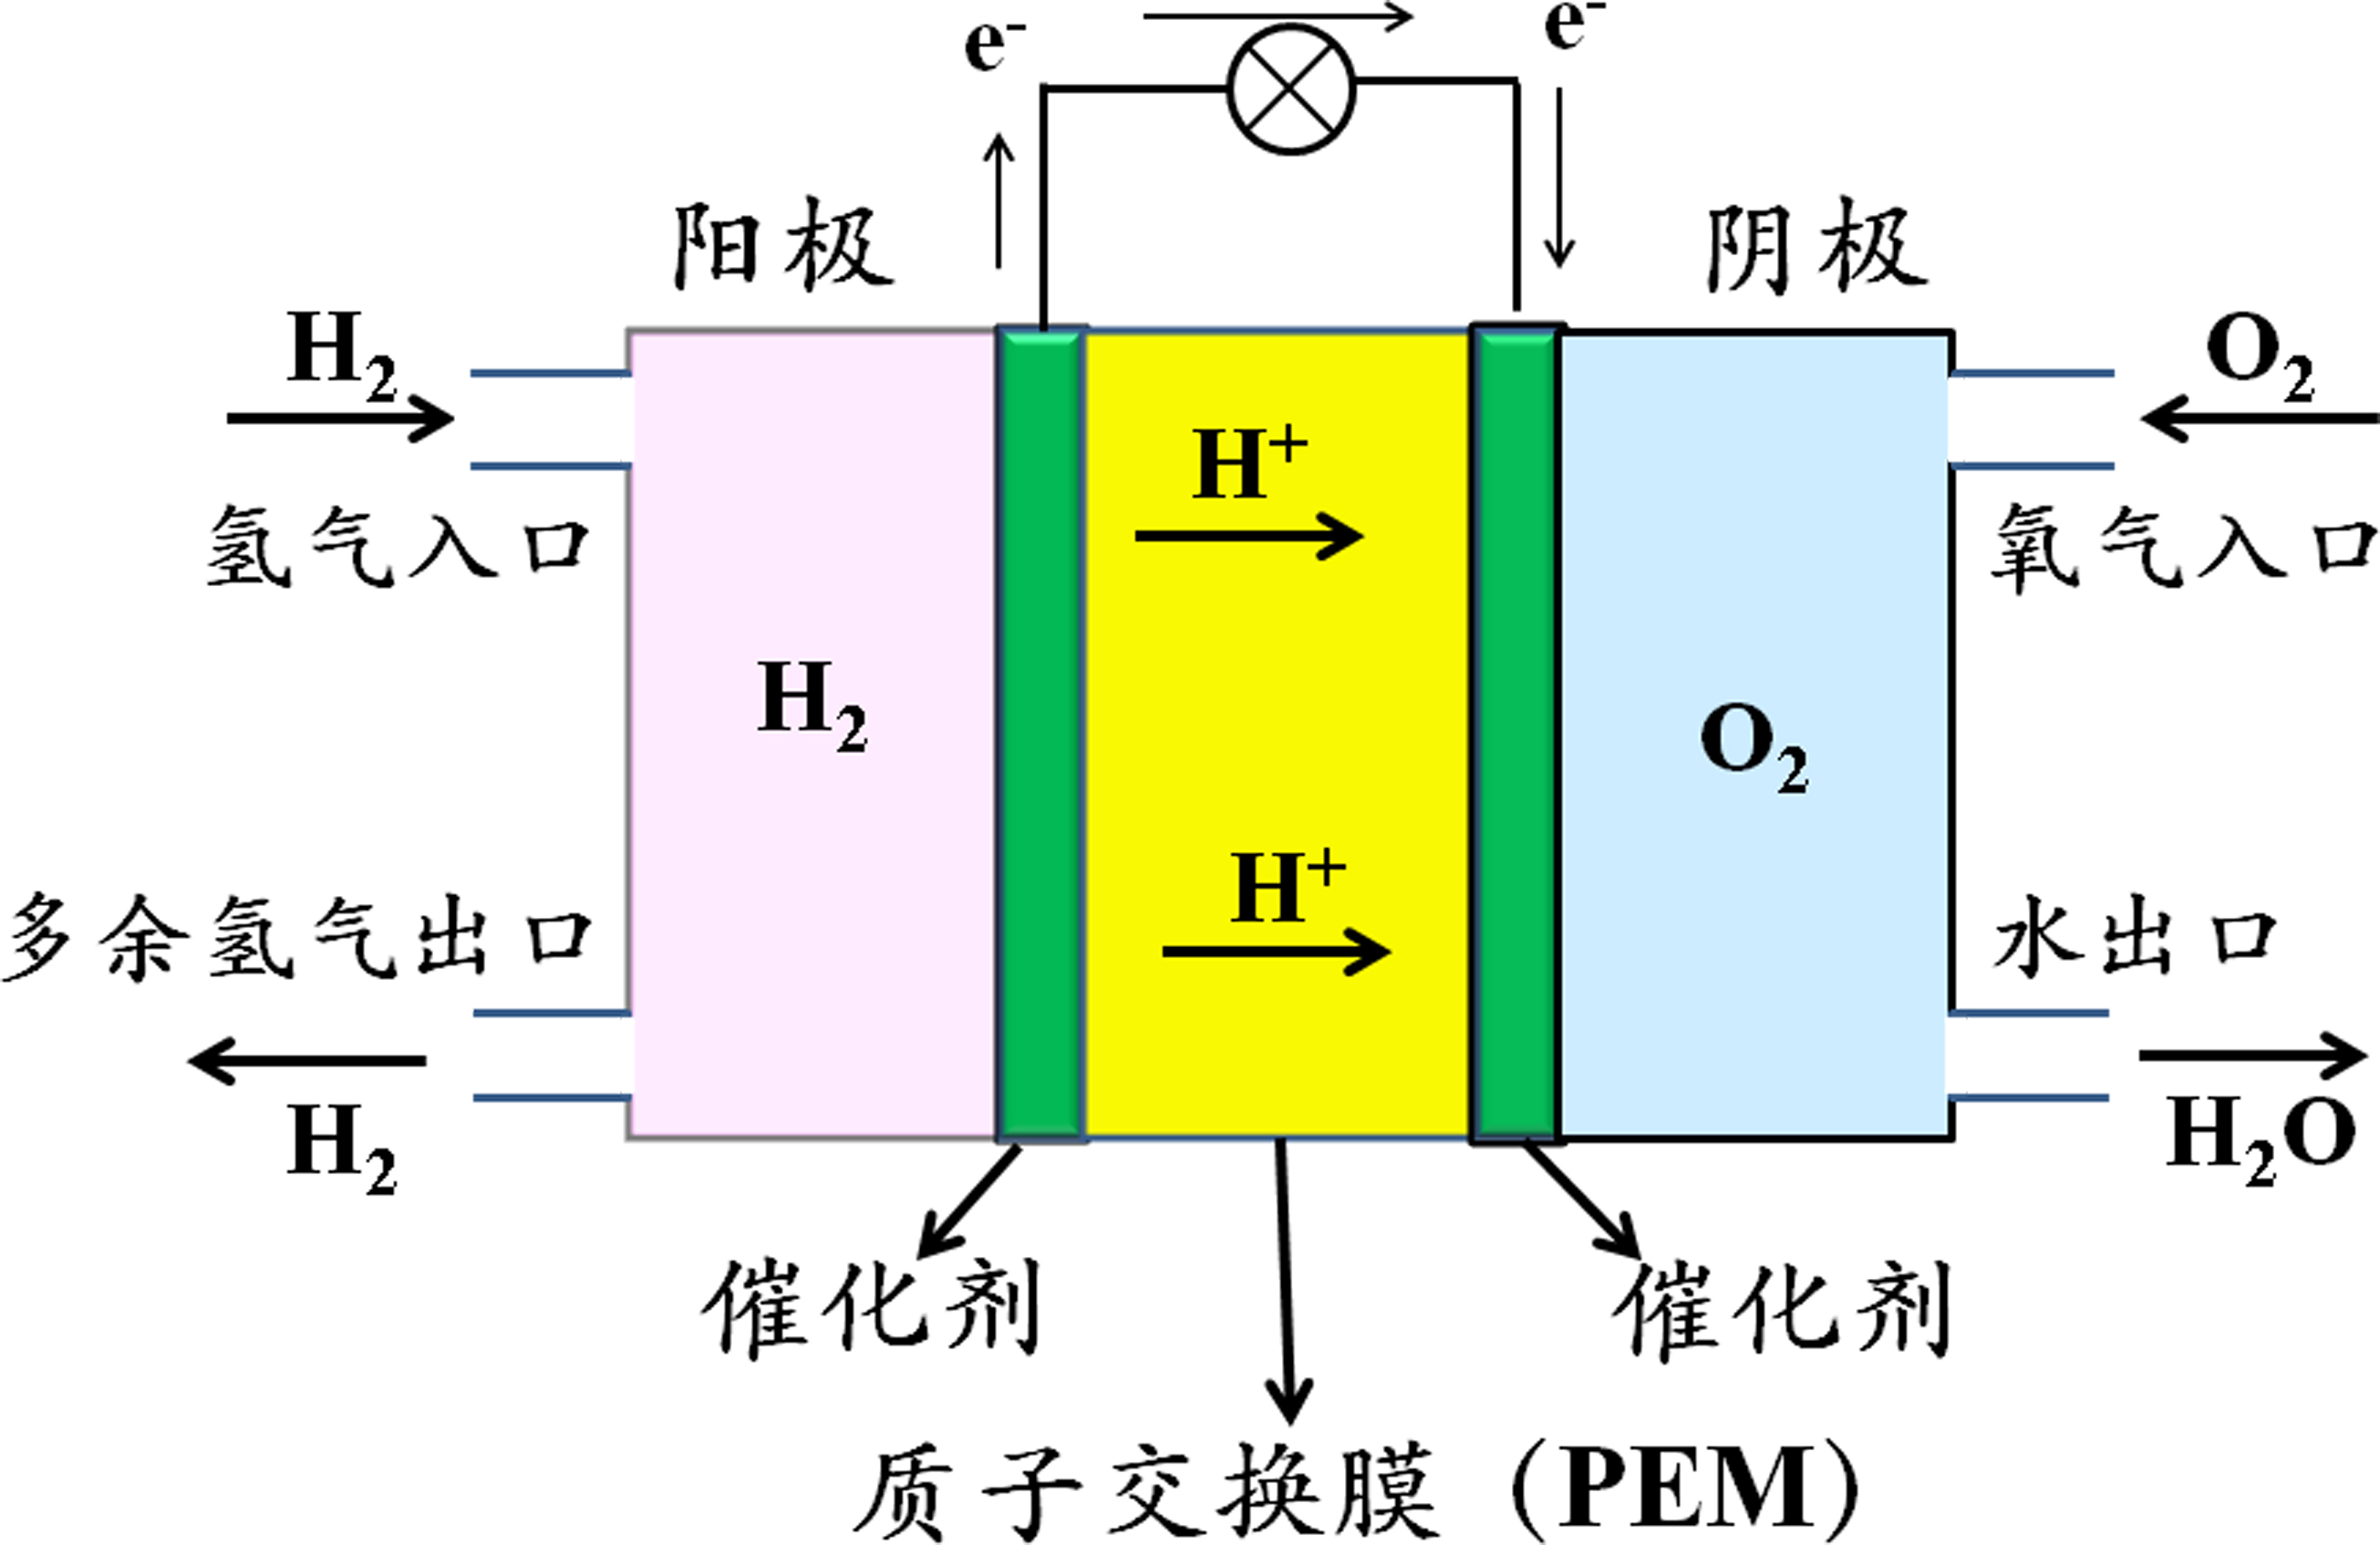 e⁻
e⁻
阳极
阴极
H₂
O₂
H⁺
氢气入口
氧气入口
H₂
O₂
H⁺
多余氢气出口
水出口
H₂
H₂O
催化剂
催化剂
质子交换膜（PEM）